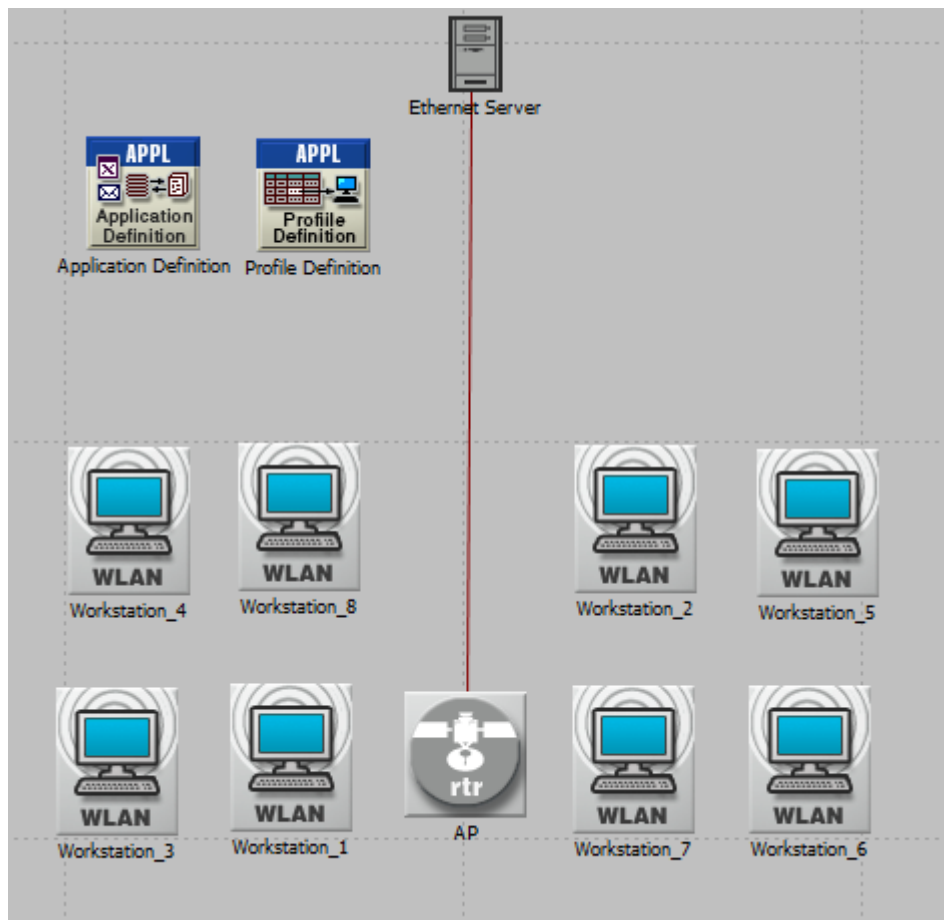 Ethernet Server
APPL
Application
Definition
Application Definition
APPL
Profiile
Definition
Profile Definition
WLAN
Workstation_4
WLAN
Workstation_8
WLAN
Workstation_2
WLAN
Workstation_5
WLAN
Workstation_3
WLAN
Workstation_1
rtr
AP
WLAN
Workstation_7
WLAN
Workstation_6